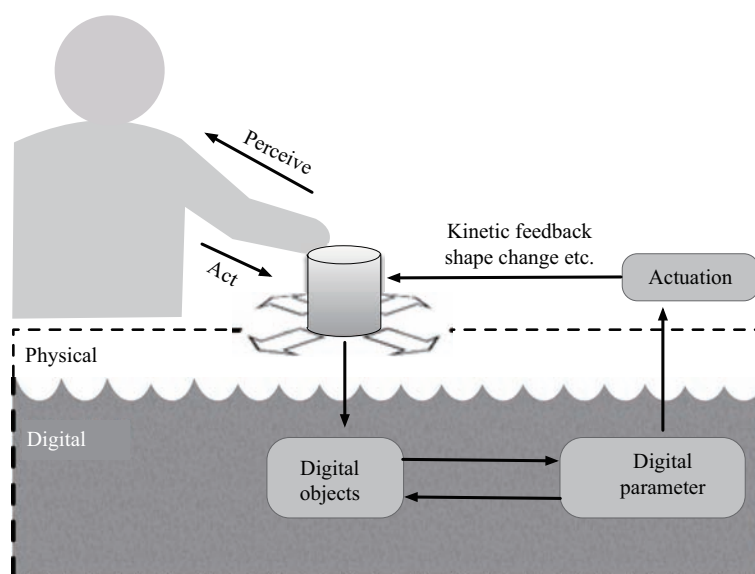 Perceive
Act
Kinetic feedback
shape change etc.
Actuation
Physical
Digital
Digital
objects
Digital
parameter